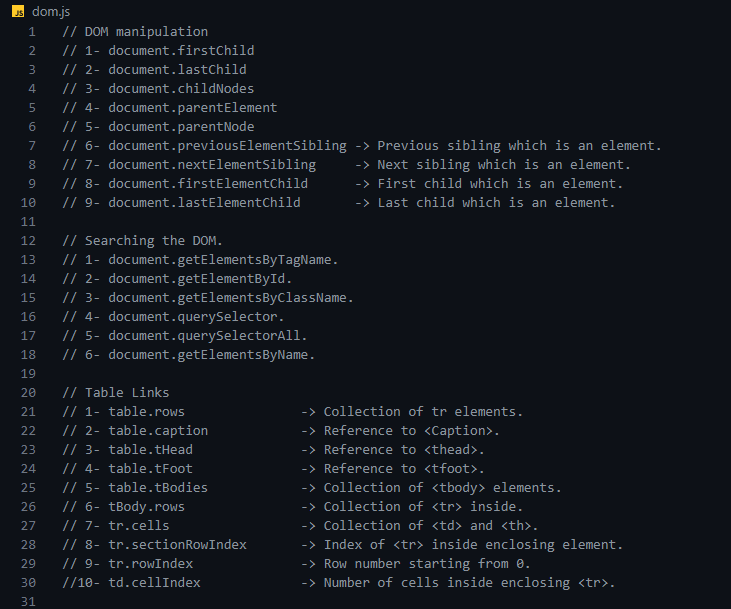 JS dom.js
1 // DOM manipulation
2 // 1- document.firstChild
3 // 2- document.lastChild
4 // 3- document.childNodes
5 // 4- document.parentElement
6 // 5- document.parentNode
7 // 6- document.previousElementSibling -> Previous sibling which is an element.
8 // 7- document.nextElementSibling     -> Next sibling which is an element.
9 // 8- document.firstElementChild      -> First child which is an element.
10 // 9- document.lastElementChild       -> Last child which is an element.
11
12 // Searching the DOM.
13 // 1- document.getElementsByTagName.
14 // 2- document.getElementById.
15 // 3- document.getElementsByClassName.
16 // 4- document.querySelector.
17 // 5- document.querySelectorAll.
18 // 6- document.getElementsByName.
19
20 // Table Links
21 // 1- table.rows               -> Collection of tr elements.
22 // 2- table.caption            -> Reference to <Caption>.
23 // 3- table.tHead              -> Reference to <thead>.
24 // 4- table.tFoot              -> Reference to <tfoot>.
25 // 5- table.tBodies            -> Collection of <tbody> elements.
26 // 6- tBody.rows               -> Collection of <tr> inside.
27 // 7- tr.cells                 -> Collection of <td> and <th>.
28 // 8- tr.sectionRowIndex       -> Index of <tr> inside enclosing element.
29 // 9- tr.rowIndex              -> Row number starting from 0.
30 //10- td.cellIndex             -> Number of cells inside enclosing <tr>.
31